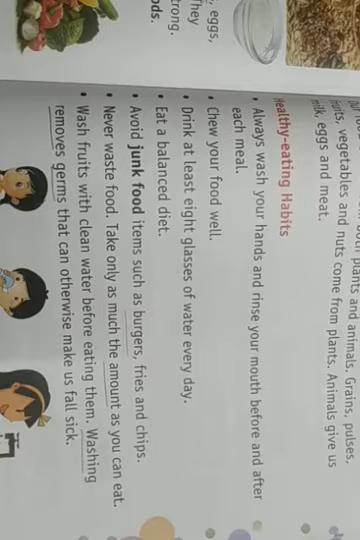 , eggs,
They
trong.
ods.
plants and animals. Grains, pulses,
fruits, vegetables and nuts come from plants. Animals give us
milk, eggs and meat.
Healthy-eating Habits
• Always wash your hands and rinse your mouth before and after
each meal.
• Chew your food well.
• Drink at least eight glasses of water every day.
• Eat a balanced diet.
• Avoid junk food items such as burgers, fries and chips.
• Never waste food. Take only as much the amount as you can eat.
• Wash fruits with clean water before eating them. Washing
removes germs that can otherwise make us fall sick.